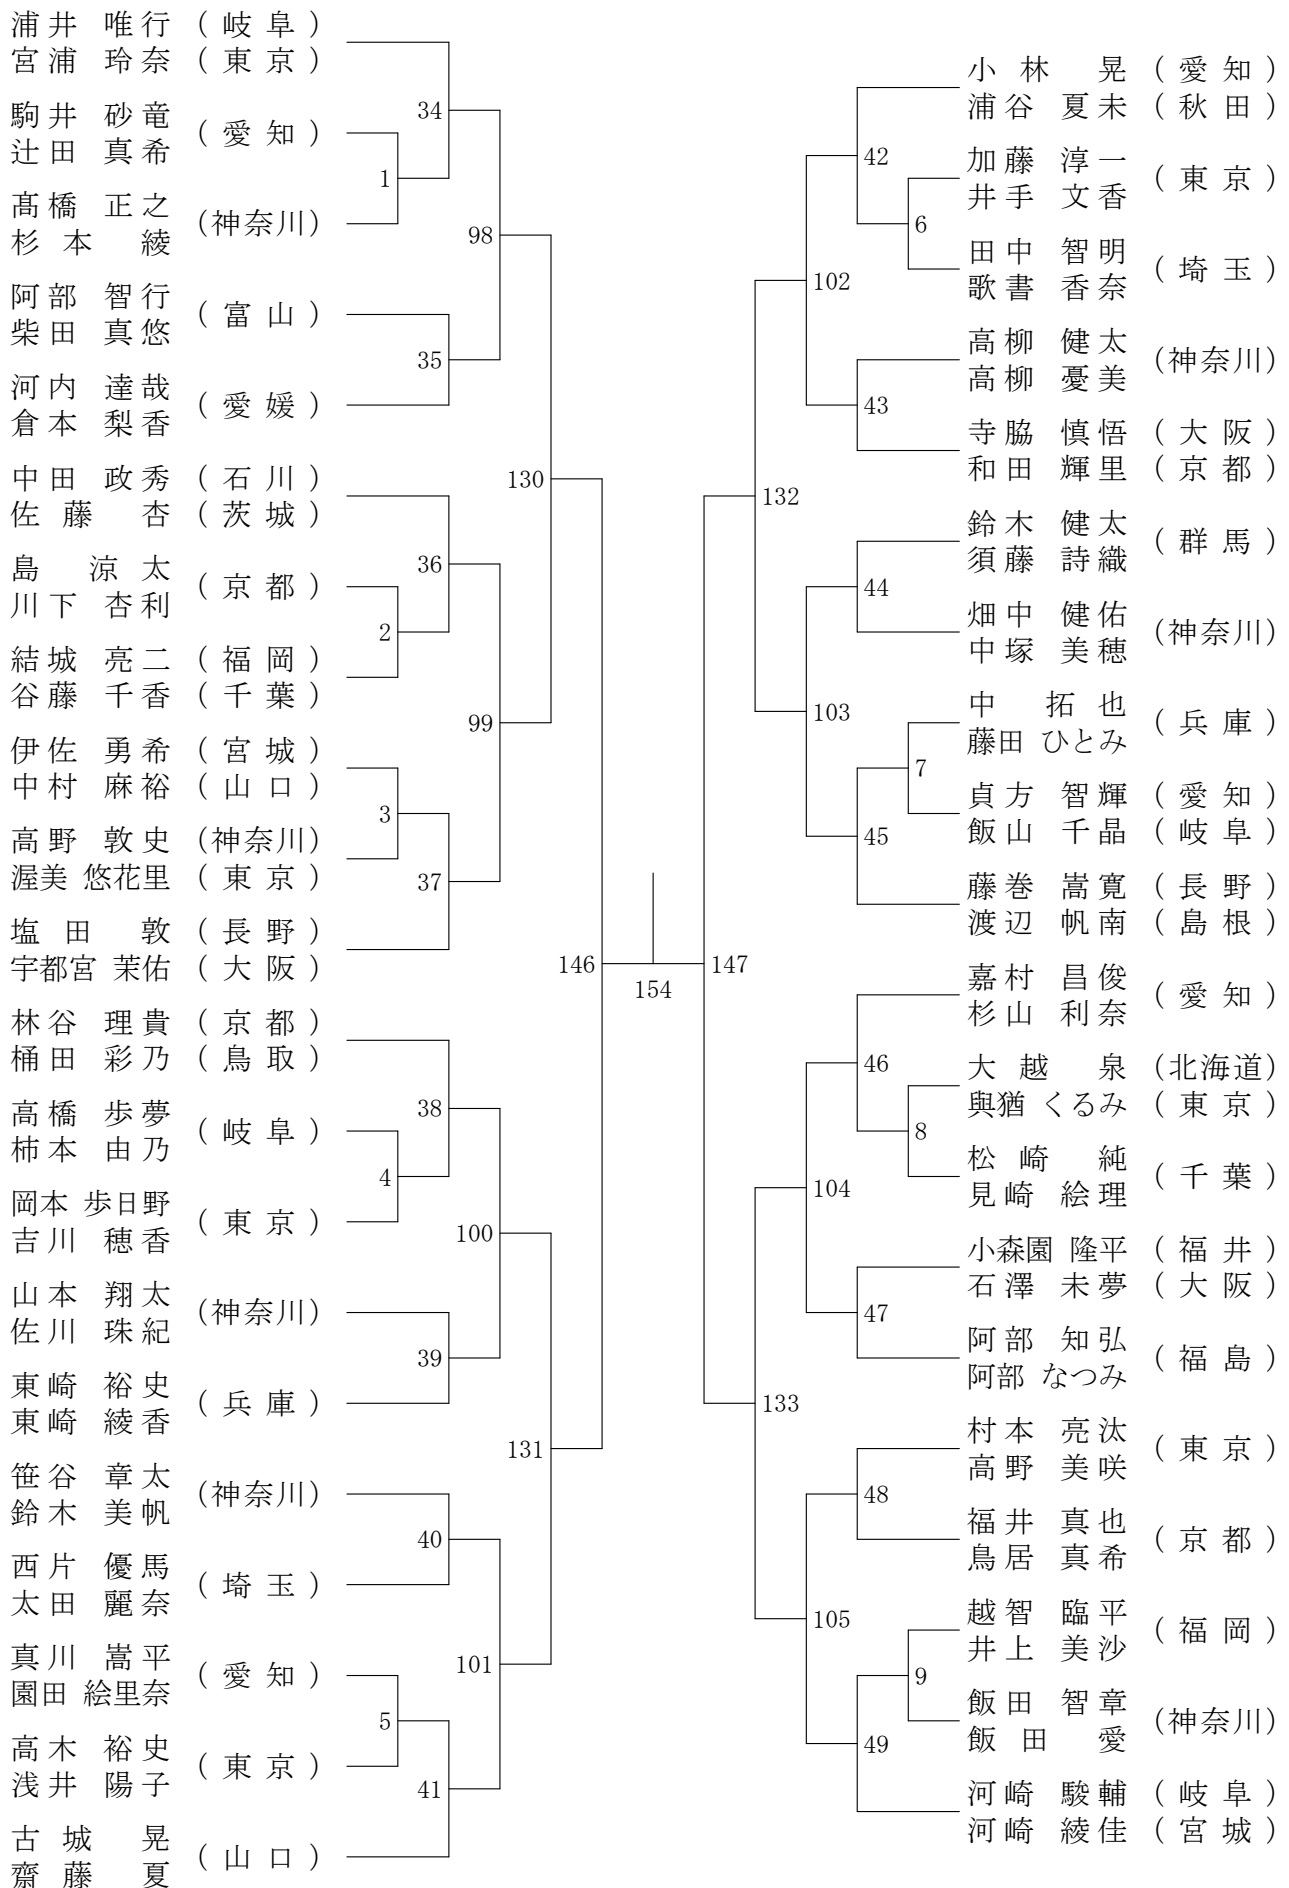 浦井 唯行 (岐阜)
宮浦 玲奈 (東京)
駒井 砂竜
辻田 真希
(愛知)
髙橋 正之
杉本 綾
(神奈川)
阿部 智行
柴田 真悠
(富山)
河内 達哉
倉本 梨香
(愛媛)
中田 政秀 (石川)
佐藤 杏 (茨城)
島 涼太
川下 杏利
(京都)
結城 亮二 (福岡)
谷藤 千香 (千葉)
伊佐 勇希 (宮城)
中村 麻裕 (山口)
高野 敦史 (神奈川)
渥美 悠花里 (東京)
塩田 敦 (長野)
宇都宮 茉佑 (大阪)
林谷 理貴 (京都)
桶田 彩乃 (鳥取)
高橋 歩夢
柿本 由乃
(岐阜)
岡本 歩日野
吉川 穂香
(東京)
山本 翔太
佐川 珠紀
(神奈川)
東崎 裕史
東崎 綾香
(兵庫)
笹谷 章太
鈴木 美帆
(神奈川)
西片 優馬
太田 麗奈
(埼玉)
真川 嵩平
園田 絵里奈
(愛知)
高木 裕史
浅井 陽子
(東京)
古城 晃
齋藤 夏
(山口)
34
1
98
35
130
36
2
99
3
37
146
38
4
100
39
131
40
101
5
41
154
147
42
6
102
43
132
44
103
7
45
46
8
104
47
133
48
105
9
49
小林 晃 (愛知)
浦谷 夏未 (秋田)
加藤 淳一
井手 文香
(東京)
田中 智明
歌書 香奈
(埼玉)
高柳 健太
高柳 憂美
(神奈川)
寺脇 慎悟 (大阪)
和田 輝里 (京都)
鈴木 健太
須藤 詩織
(群馬)
畑中 健佑
中塚 美穂
(神奈川)
中 拓也
藤田 ひとみ
(兵庫)
貞方 智輝 (愛知)
飯山 千晶 (岐阜)
藤巻 嵩寛 (長野)
渡辺 帆南 (島根)
嘉村 昌俊
杉山 利奈
(愛知)
大越 泉 (北海道)
與猶 くるみ (東京)
松崎 純
見崎 絵理
(千葉)
小森園 隆平 (福井)
石澤 未夢 (大阪)
阿部 知弘
阿部 なつみ
(福島)
村本 亮汰
高野 美咲
(東京)
福井 真也
鳥居 真希
(京都)
越智 臨平
井上 美沙
(福岡)
飯田 智章
飯田 愛
(神奈川)
河崎 駿輔 (岐阜)
河崎 綾佳 (宮城)